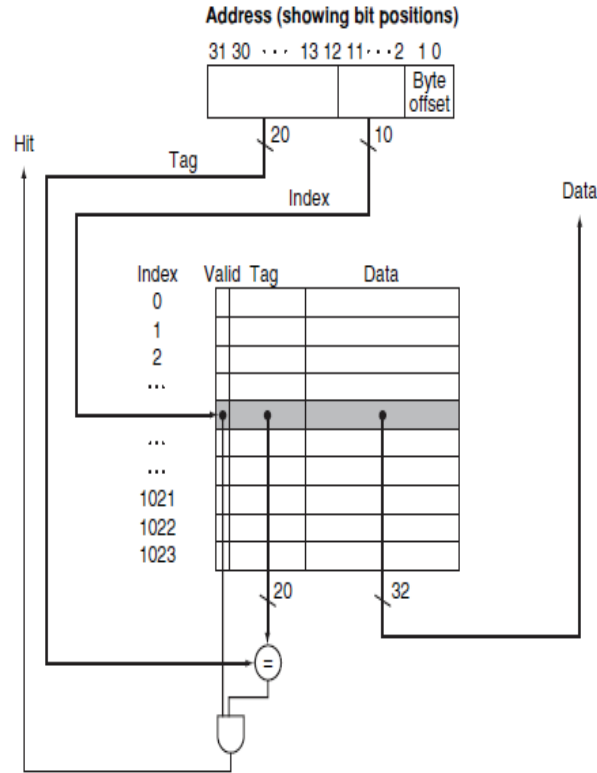 Address (showing bit positions)
31 30 ··· 13 12 11···2 1 0
Byte
offset
20
10
Hit
Tag
Data
Index
Index Valid Tag Data
0
1
2
...
...
...
1021
1022
1023
20
32
=